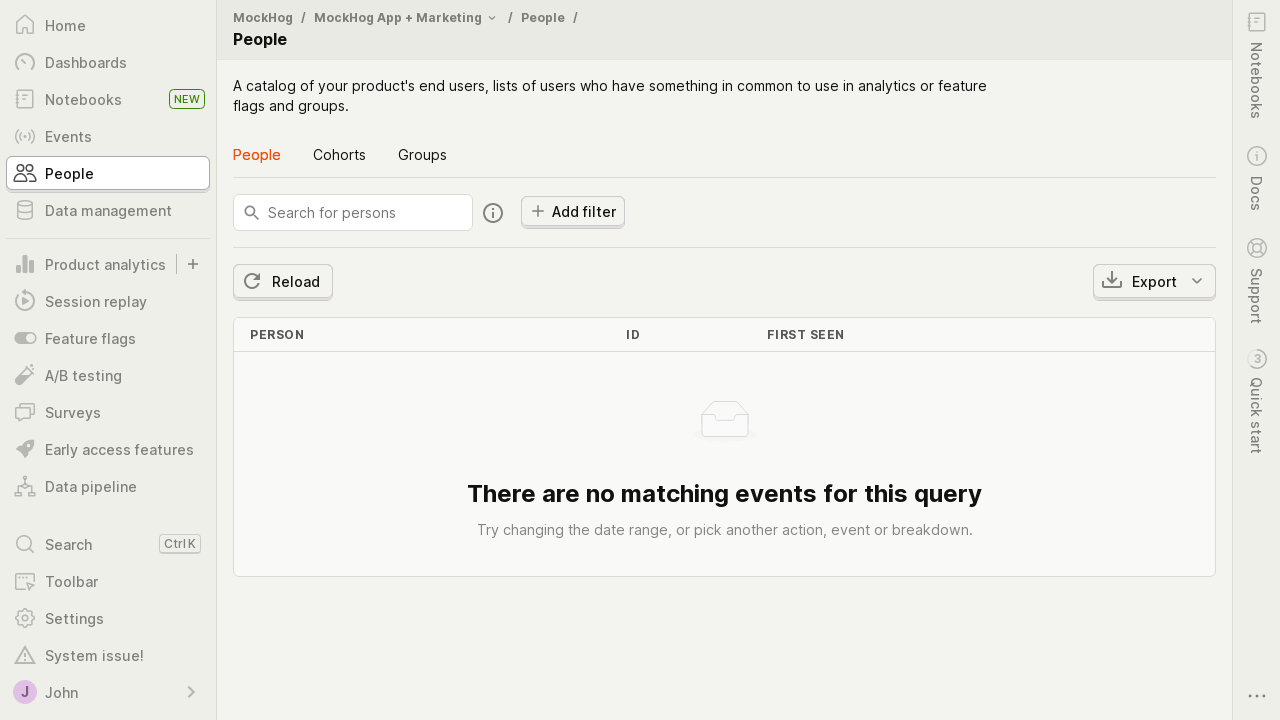 Home
Dashboards
Notebooks
NEW
Events
People
Data management
Product analytics
Session replay
Feature flags
A/B testing
Surveys
Early access features
Data pipeline
Search
Ctrl K
Toolbar
Settings
System issue!
J
John
MockHog / MockHog App + Marketing / People /
People
A catalog of your product's end users, lists of users who have something in common to use in analytics or feature
flags and groups.
People Cohorts Groups
Search for persons
Add filter
Reload
Export
PERSON ID FIRST SEEN
There are no matching events for this query
Try changing the date range, or pick another action, event or breakdown.
Notebooks
Docs
Support
3
Quick start